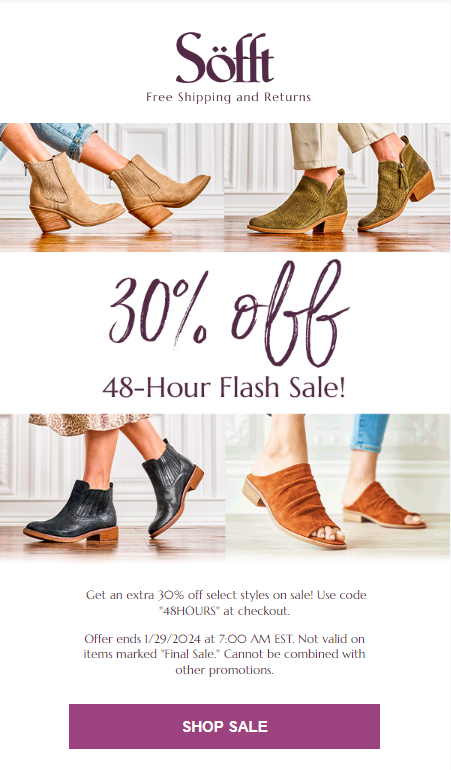 Söfft
Free Shipping and Returns
30% off
48-Hour Flash Sale!
Get an extra 30% off select styles on sale! Use code
"48HOURS" at checkout.
Offer ends 1/29/2024 at 7:00 AM EST. Not valid on
items marked "Final Sale." Cannot be combined with
other promotions.
SHOP SALE